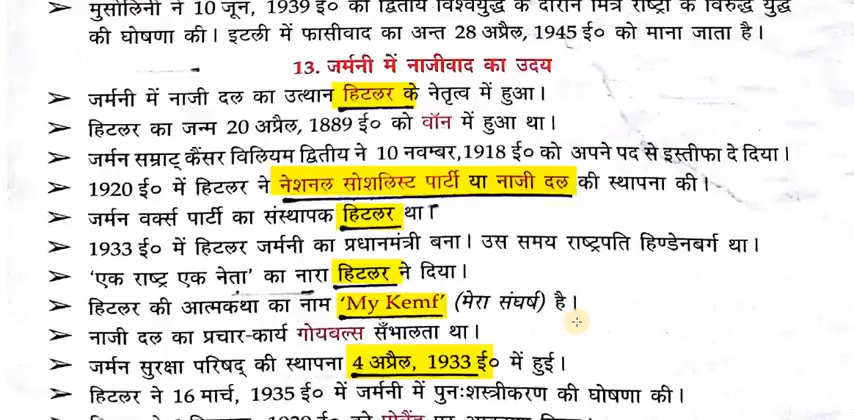 ➢ मुसोलिनी ने 10 जून, 1939 ई० को द्वितीय विश्वयुद्ध के दौरान मित्र राष्ट्रों के विरुद्ध युद्ध
की घोषणा की। इटली में फासीवाद का अन्त 28 अप्रैल, 1945 ई० को माना जाता है।
13. जर्मनी में नाजीवाद का उदय
➢ जर्मनी में नाजी दल का उत्थान हिटलर के नेतृत्व में हुआ।
➢ हिटलर का जन्म 20 अप्रैल, 1889 ई० को वॉन में हुआ था।
➢ जर्मन सम्राट् कैंसर विलियम द्वितीय ने 10 नवम्बर,1918 ई० को अपने पद से इस्तीफा दे दिया।
➢ 1920 ई० में हिटलर ने नेशनल सोशलिस्ट पार्टी या नाजी दल की स्थापना की।
➢ जर्मन वर्क्स पार्टी का संस्थापक हिटलर था।
➢ 1933 ई० में हिटलर जर्मनी का प्रधानमंत्री बना। उस समय राष्ट्रपति हिण्डेनबर्ग था।
➢ ‘एक राष्ट्र एक नेता’ का नारा हिटलर ने दिया।
➢ हिटलर की आत्मकथा का नाम ‘My Kemf’ (मेरा संघर्ष) है।
➢ नाजी दल का प्रचार-कार्य गोयबल्स सँभालता था।
➢ जर्मन सुरक्षा परिषद् की स्थापना 4 अप्रैल, 1933 ई० में हुई।
➢ हिटलर ने 16 मार्च, 1935 ई० में जर्मनी में पुनःशस्त्रीकरण की घोषणा की।